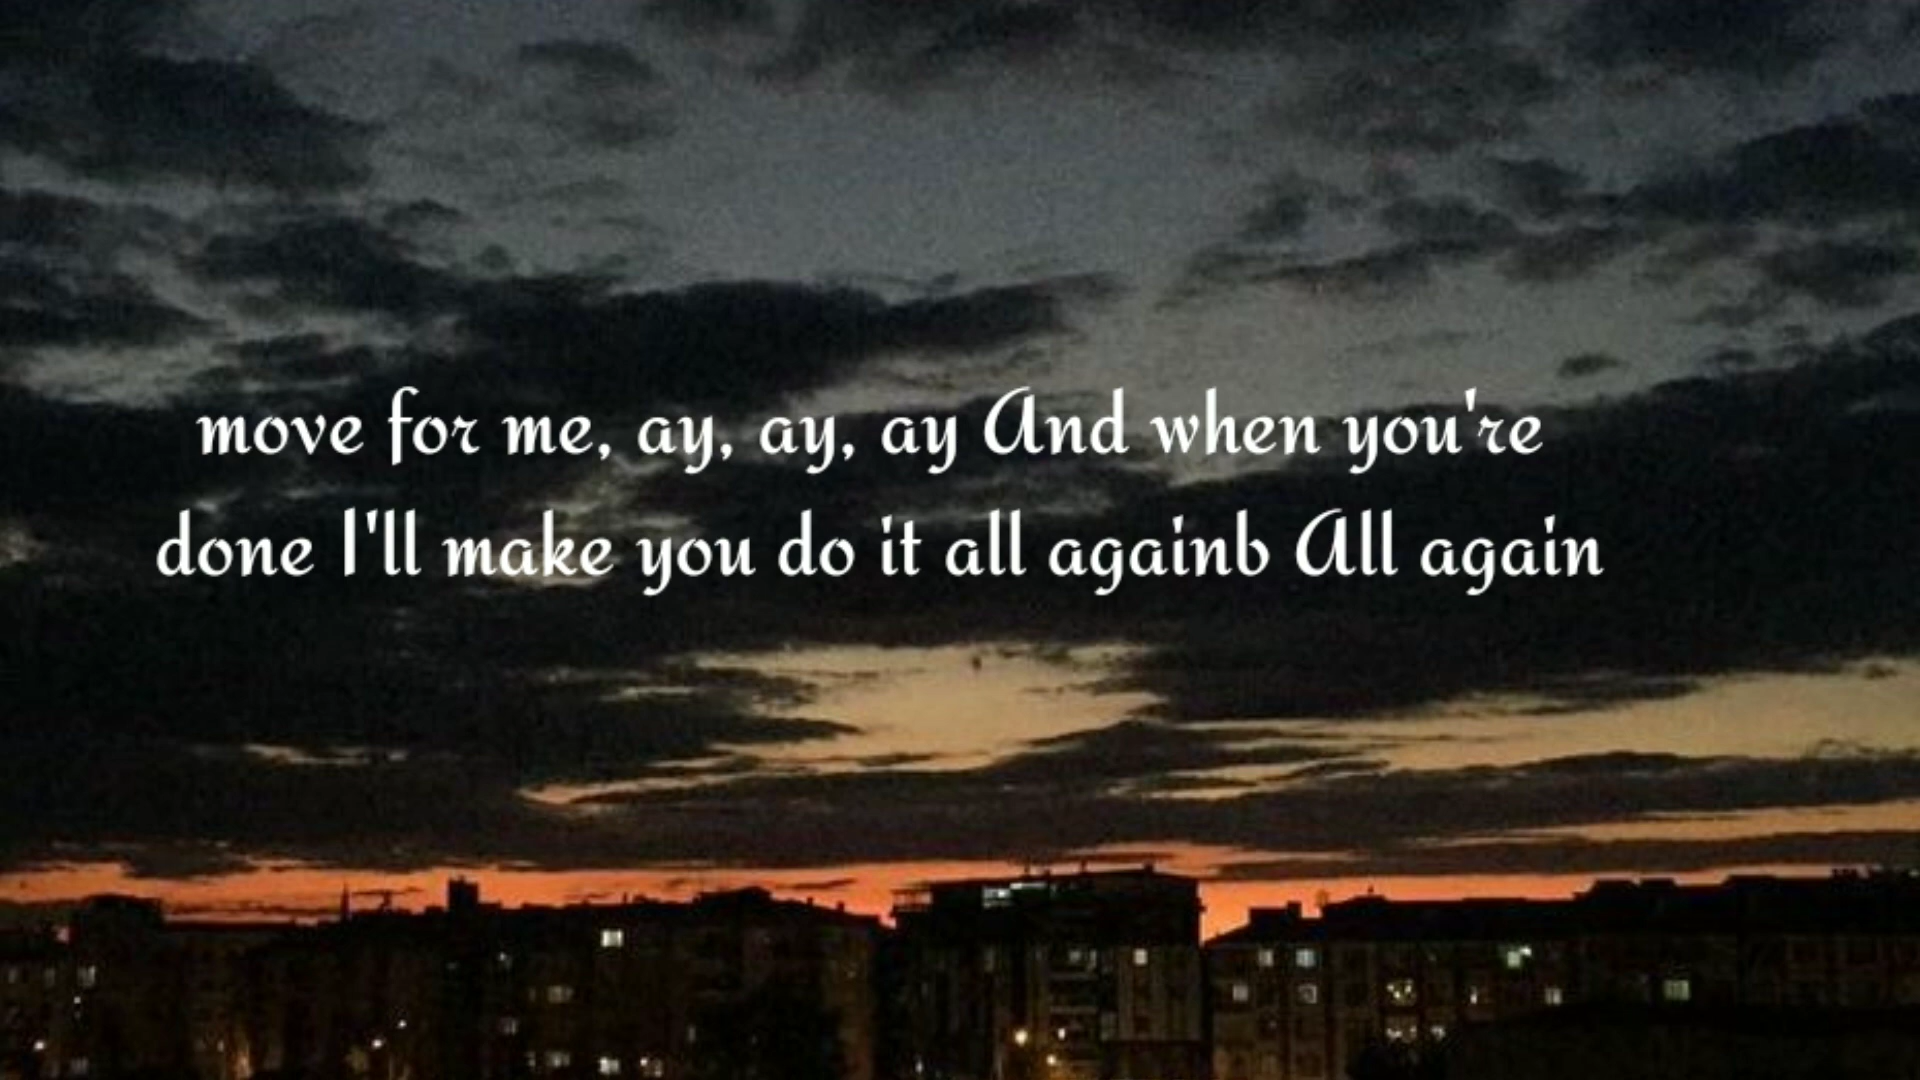 move for me, ay, ay, ay And when you're
done I'll make you do it all againb All again